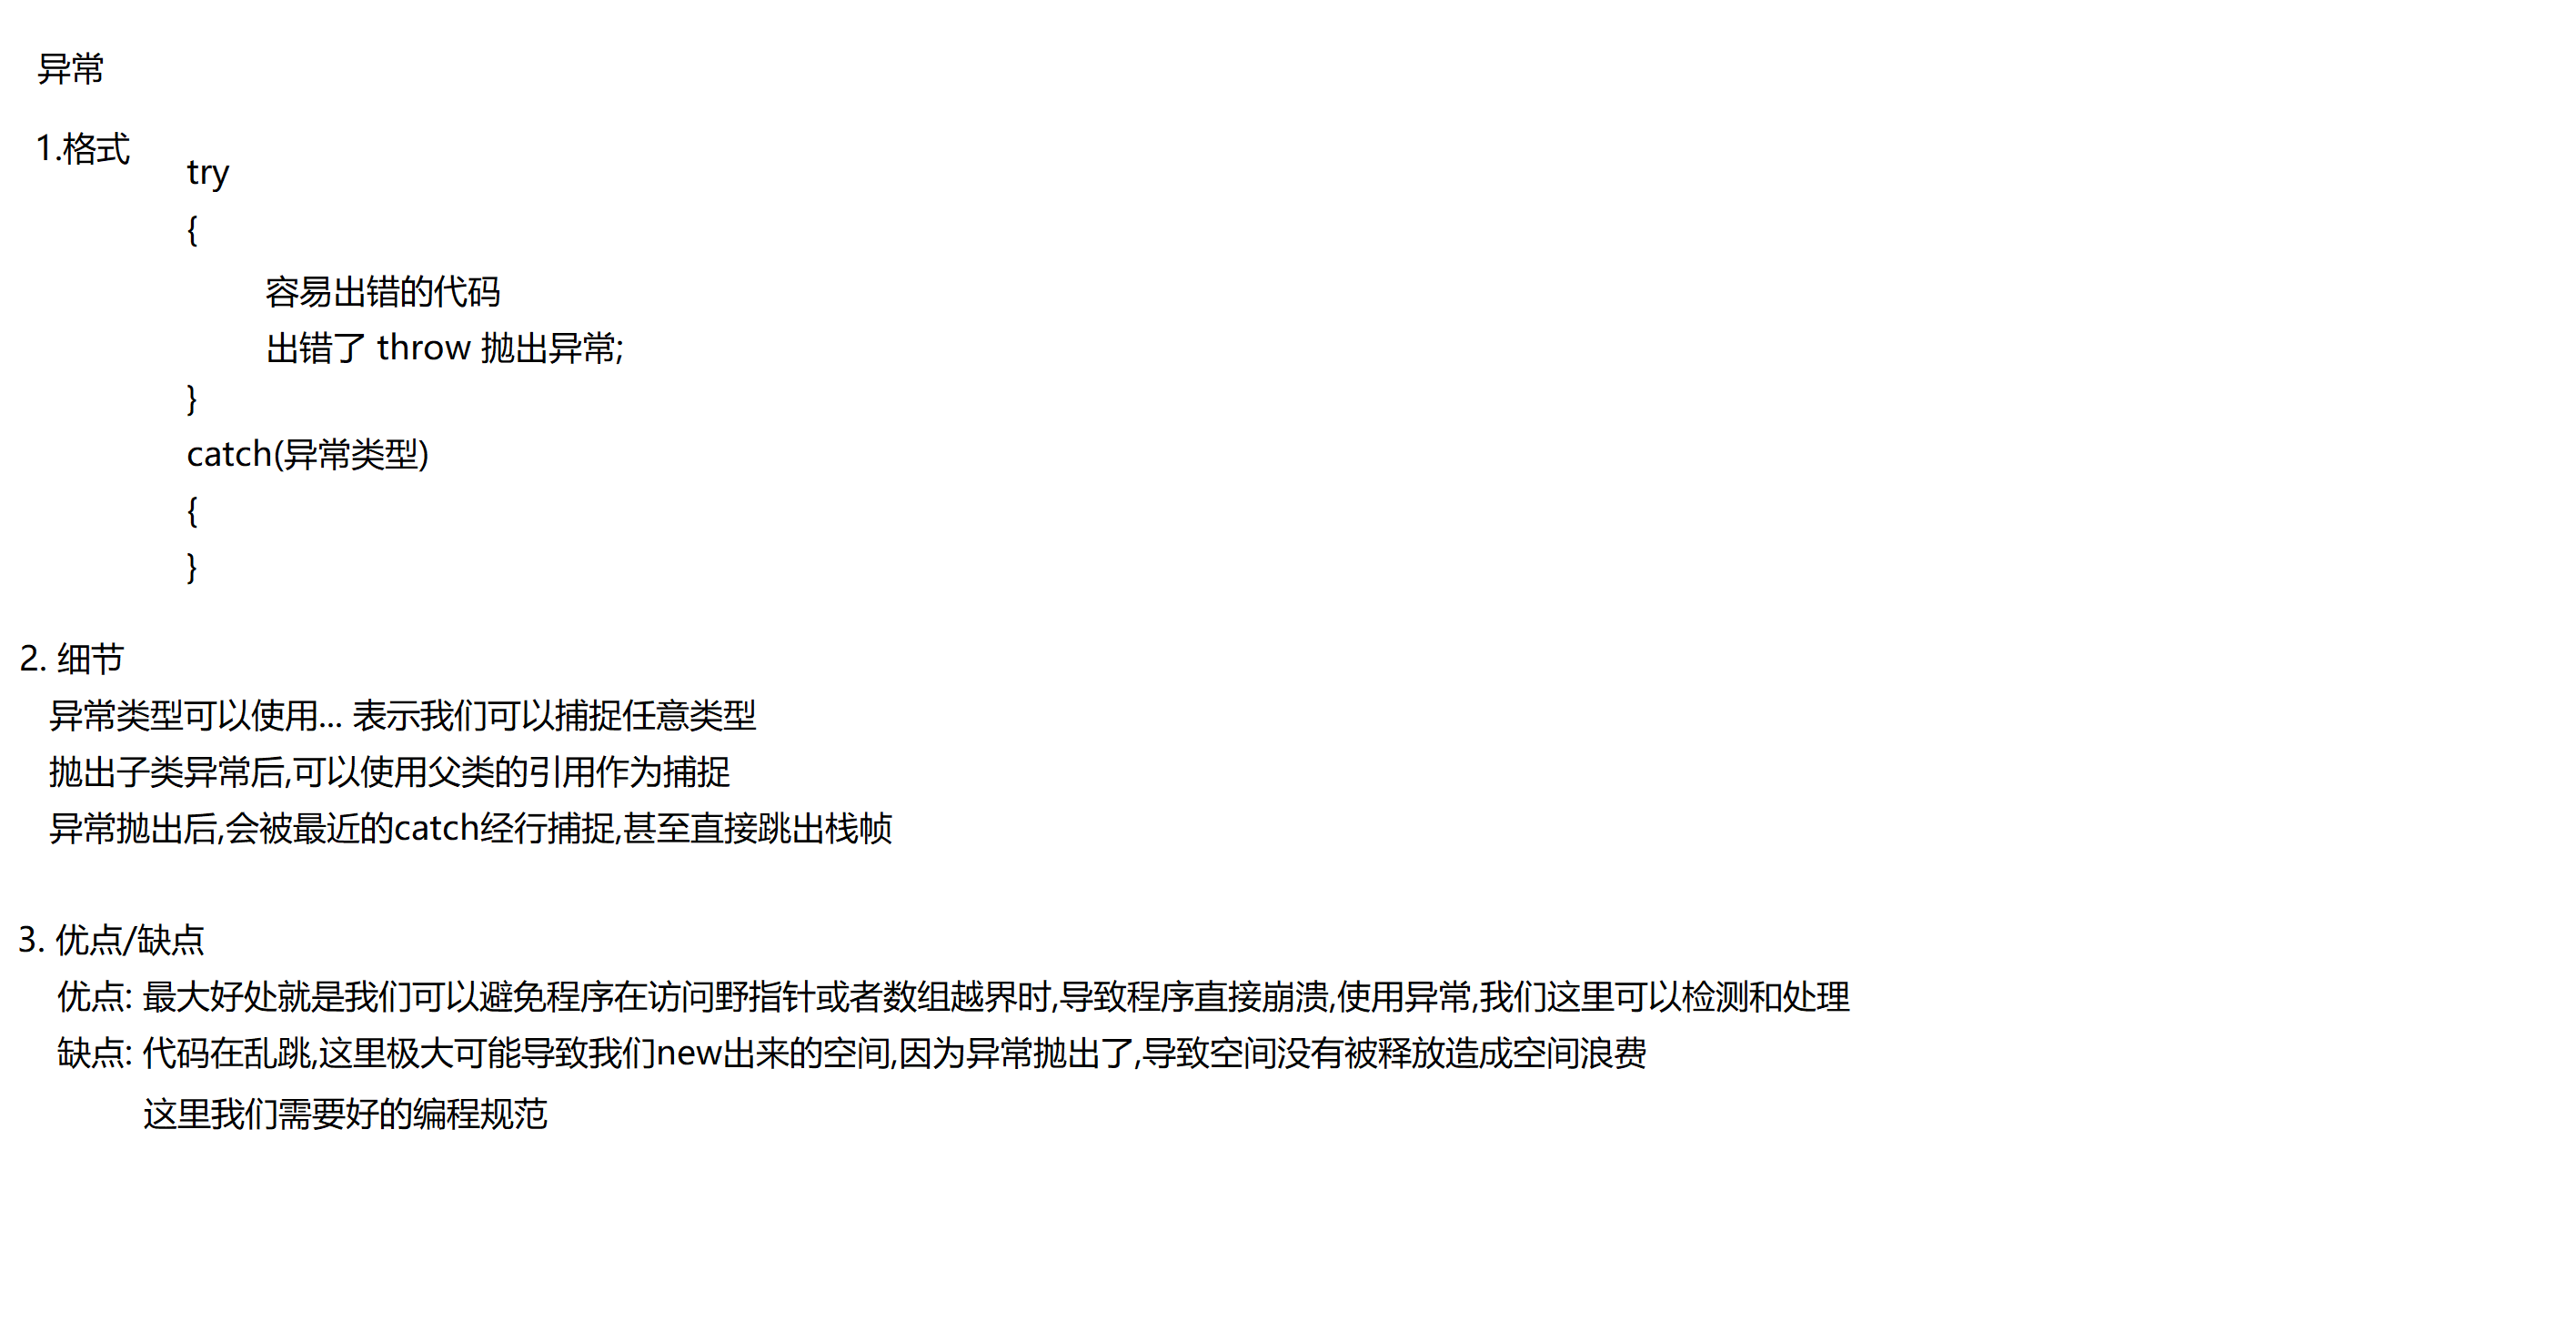 异常
1.格式
try
{
容易出错的代码
出错了 throw 抛出异常;
}
catch(异常类型)
{
}
2. 细节
异常类型可以使用... 表示我们可以捕捉任意类型
抛出子类异常后,可以使用父类的引用作为捕捉
异常抛出后,会被最近的catch经行捕捉,甚至直接跳出栈帧
3. 优点/缺点
优点: 最大好处就是我们可以避免程序在访问野指针或者数组越界时,导致程序直接崩溃,使用异常,我们这里可以检测和处理
缺点: 代码在乱跳,这里极大可能导致我们new出来的空间,因为异常抛出了,导致空间没有被释放造成空间浪费
这里我们需要好的编程规范